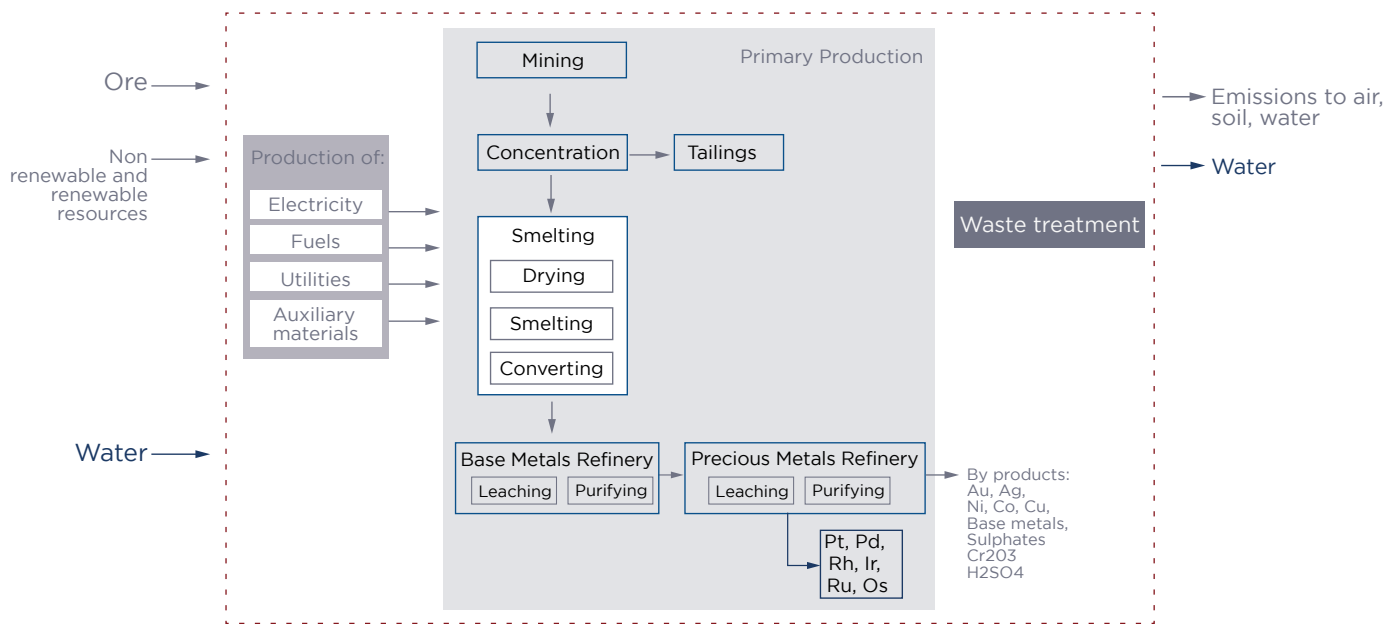 Ore
Non
renewable and
renewable
resources
Water
Production of:
Electricity
Fuels
Utilities
Auxiliary
materials
Primary Production
Mining
Concentration
Tailings
Smelting
Drying
Smelting
Converting
Base Metals Refinery
Leaching
Purifying
Precious Metals Refinery
Leaching
Purifying
Pt, Pd,
Rh, Ir,
Ru, Os
By products:
Au, Ag,
Ni, Co, Cu,
Base metals,
Sulphates
Cr203
H2SO4
Waste treatment
Emissions to air,
soil, water
Water